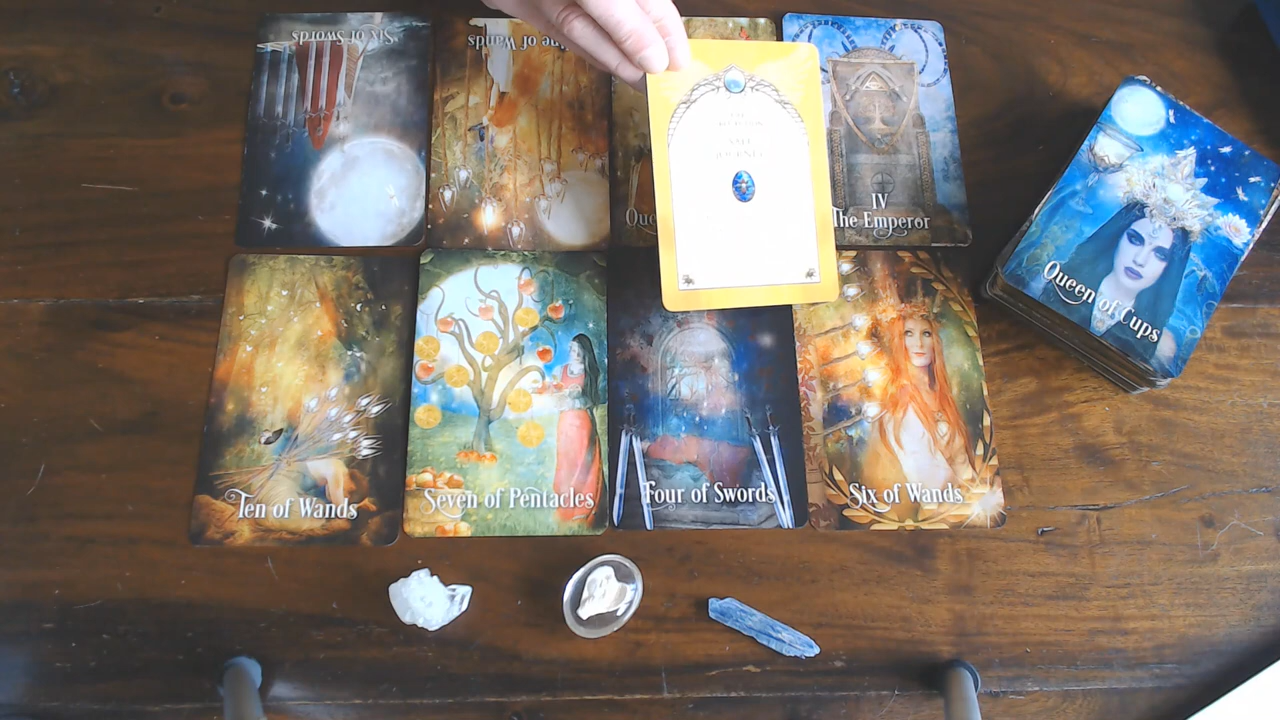 Six of Swords
Nine of Wands
IV
The Emperor
Queen of Cups
Ten of Wands
Seven of Pentacles
Four of Swords
Six of Wands